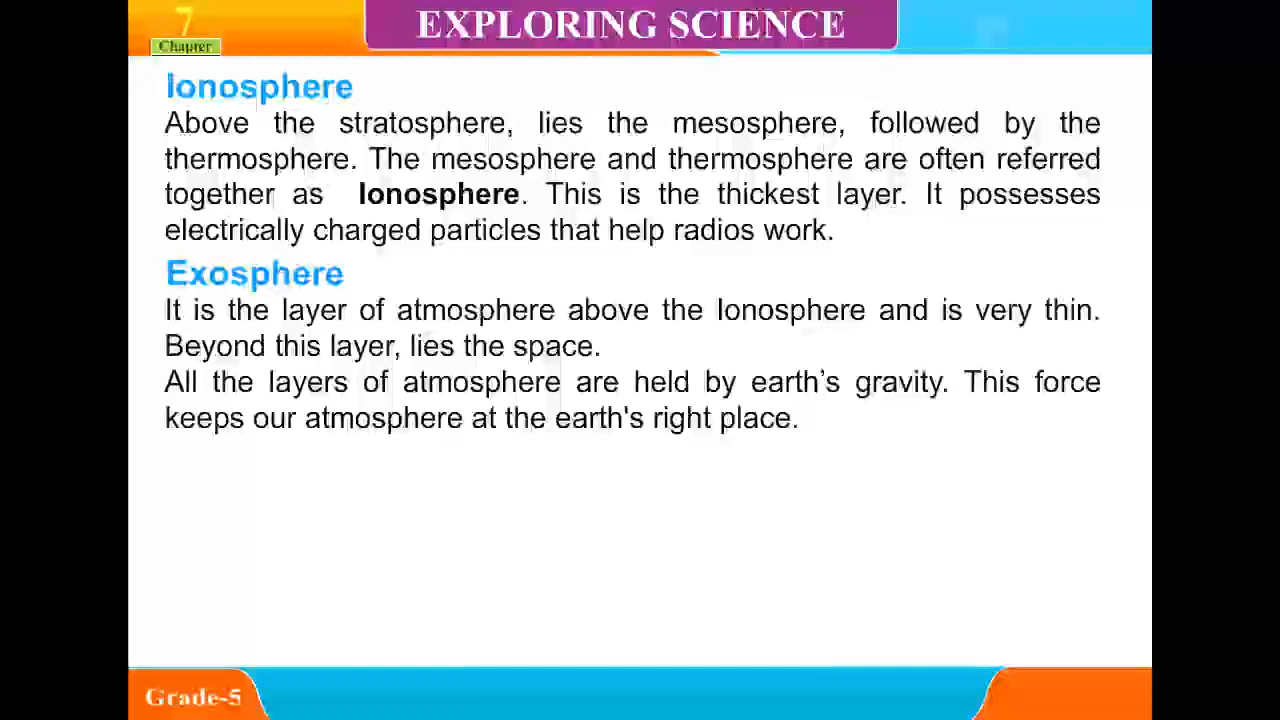 7
Chapter
EXPLORING SCIENCE
Ionosphere
Above the stratosphere, lies the mesosphere, followed by the
thermosphere. The mesosphere and thermosphere are often referred
together as Ionosphere. This is the thickest layer. It possesses
electrically charged particles that help radios work.
Exosphere
It is the layer of atmosphere above the Ionosphere and is very thin.
Beyond this layer, lies the space.
All the layers of atmosphere are held by earth’s gravity. This force
keeps our atmosphere at the earth's right place.
Grade-5